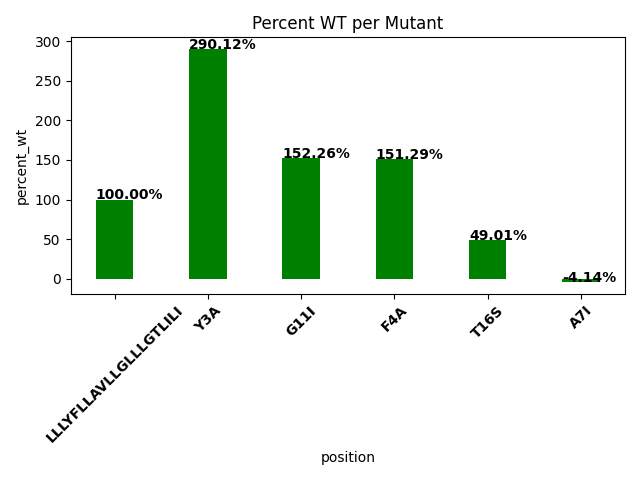 Percent WT per Mutant
percent_wt
300
250
200
150
100
50
0
100.00%
290.12%
152.26%
151.29%
49.01%
-4.14%
LLLYFLLAVLLGLLLGTLILI
Y3A
G11I
F4A
T16S
A7I
position